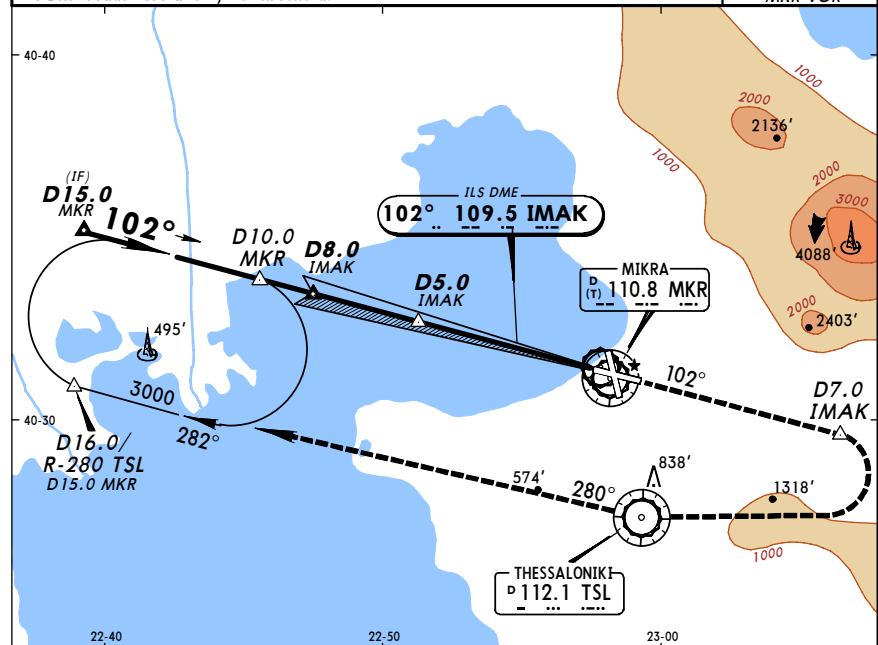 MKR VOR
40-40
1000
2000
2136'
1000
2000
3000
4088'
2000
2403'
(IF)
D15.0
MKR
102°
D10.0
MKR
D8.0
IMAK
ILS DME
102° 109.5 IMAK
D5.0
IMAK
MIKRA
D
(T) 110.8 MKR
495'
3000
282°
40-30
D16.0/
R-280 TSL
D15.0 MKR
102°
D7.0
IMAK
838'
574'
280°
1318'
1000
THESSALONIKI
D 112.1 TSL
22-40
22-50
23-00